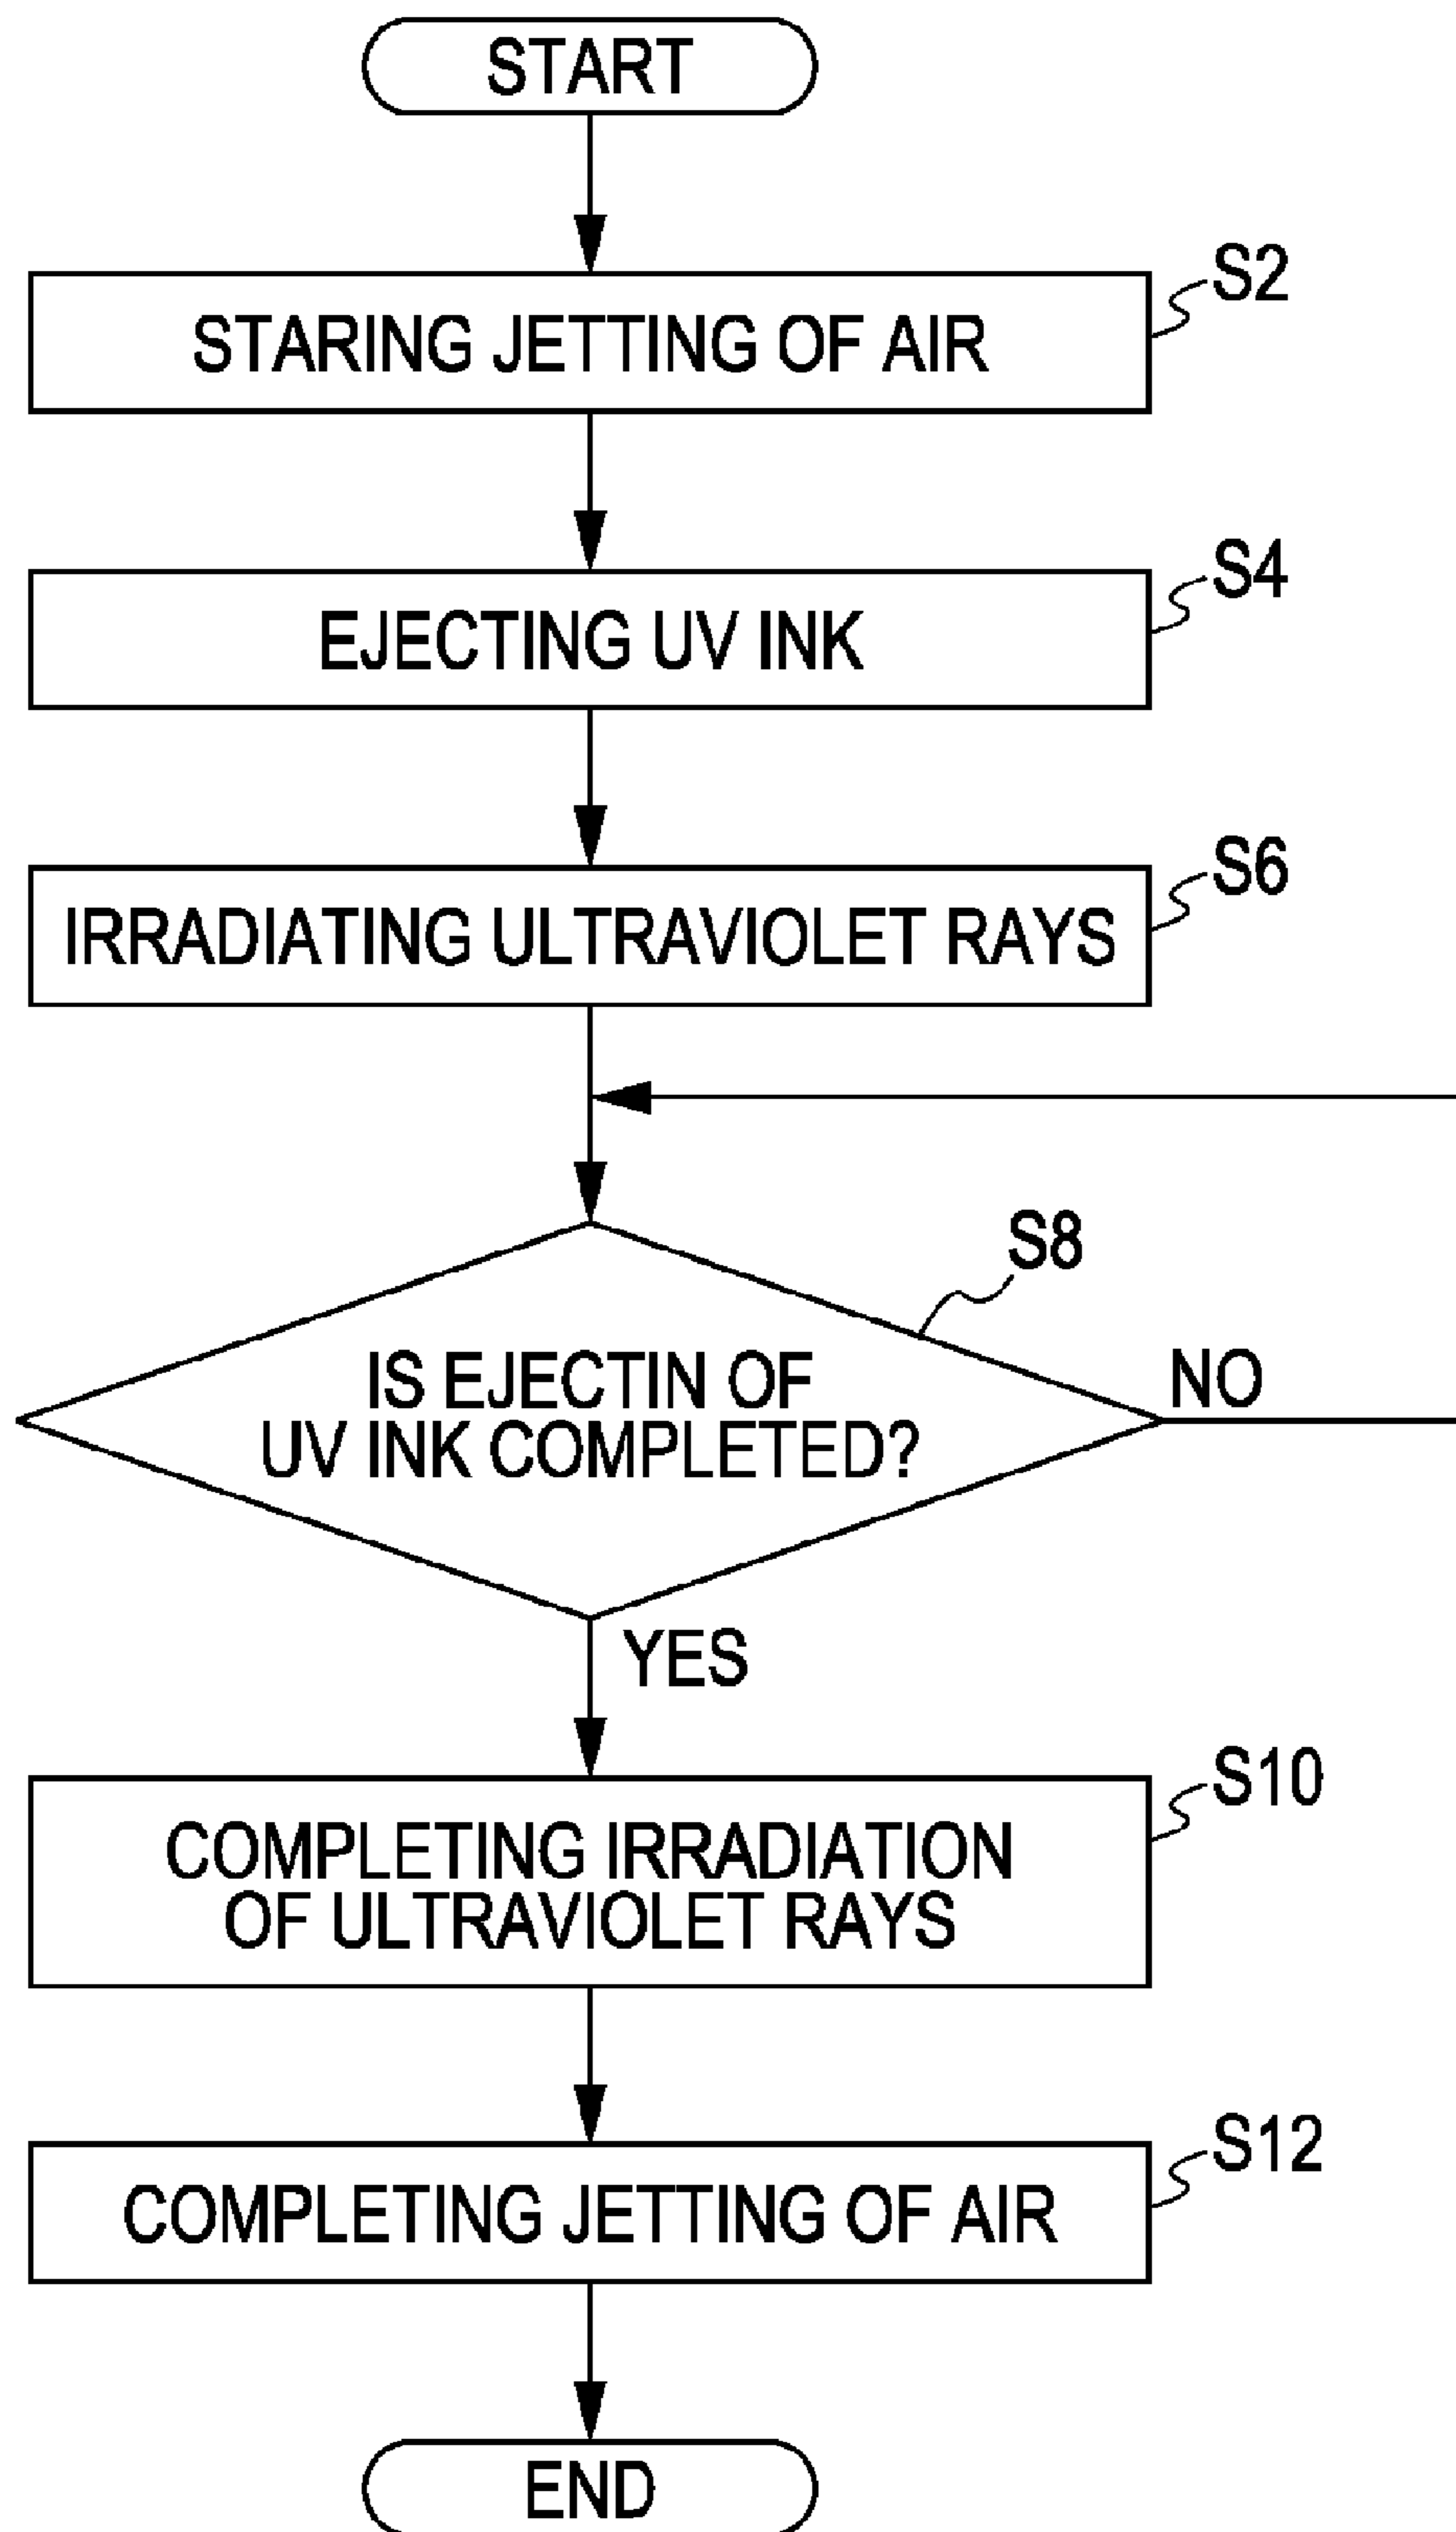 START
S2
STARING JETTING OF AIR
S4
EJECTING UV INK
S6
IRRADIATING ULTRAVIOLET RAYS
S8
IS EJECTIN OF
UV INK COMPLETED?
NO
YES
S10
COMPLETING IRRADIATION
OF ULTRAVIOLET RAYS
S12
COMPLETING JETTING OF AIR
END